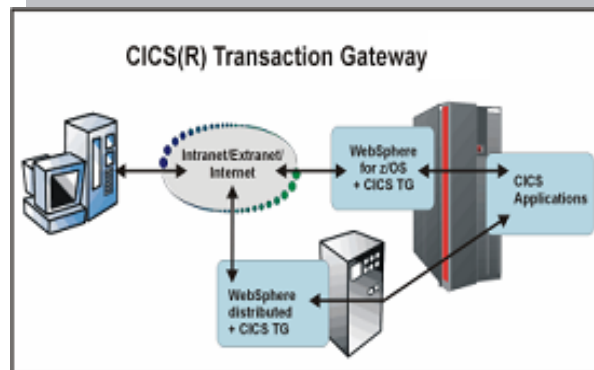 CICS(R) Transaction Gateway
Intranet/Extranet/
Internet
WebSphere
for z/OS
+ CICS TG
CICS
Applications
WebSphere
distributed
+ CICS TG